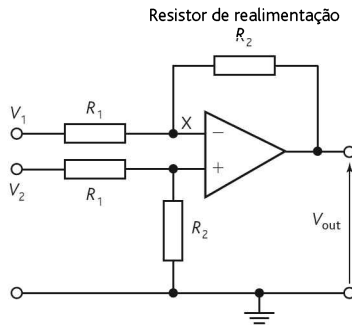 Resistor de realimentação
R₂
V₁
R₁
X
−
V₂
R₁
+
R₂
Vout